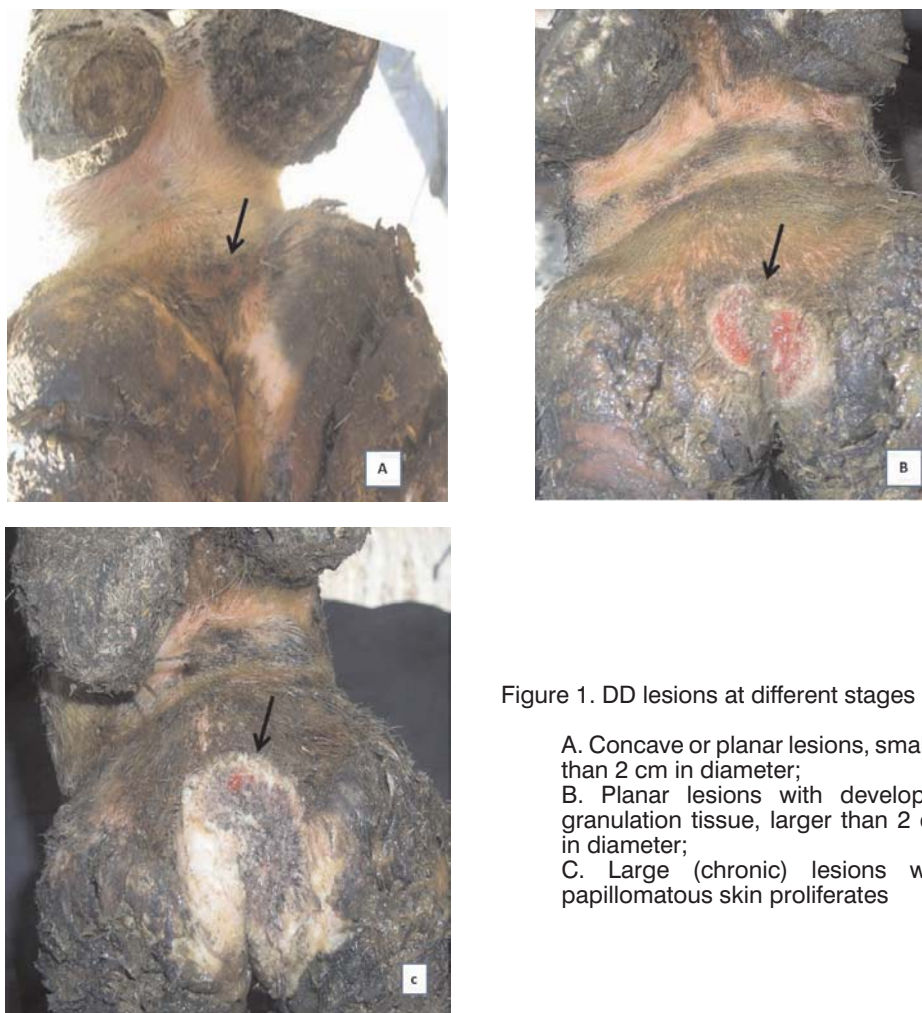 A
B
c
Figure 1. DD lesions at different stages
A. Concave or planar lesions, sma
than 2 cm in diameter;
B. Planar lesions with develop
granulation tissue, larger than 2 c
in diameter;
C. Large (chronic) lesions w
papillomatous skin proliferates